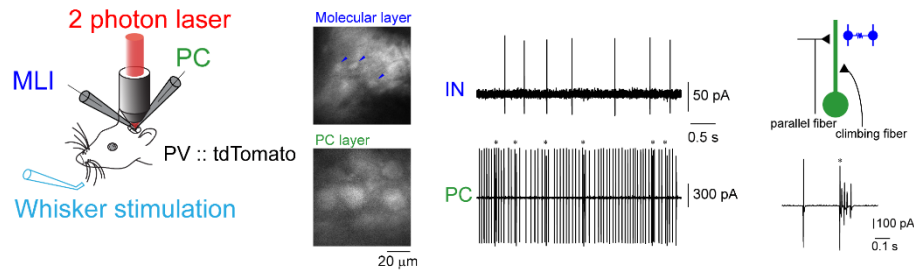 2 photon laser
PC
MLI
PV :: tdTomato
Whisker stimulation
Molecular layer
PC layer
20 μm
IN
50 pA
0.5 s
* * * * * *
PC
300 pA
parallel fiber
climbing fiber
*
100 pA
0.1 s